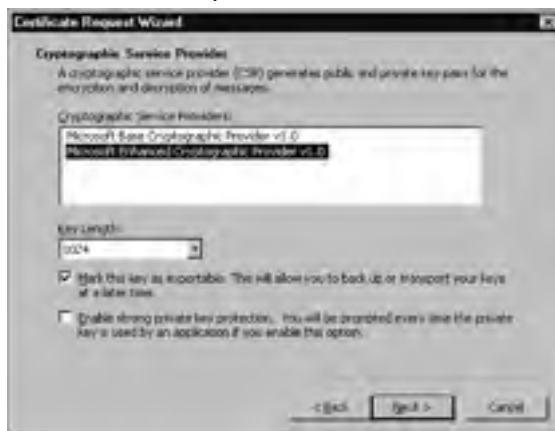 Certificate Request Wizard
Cryptographic Service Provider
A cryptographic service provider (CSP) generates public and private key pairs for the
encryption and decryption of messages.
Cryptographic Service Providers:
Microsoft Base Cryptographic Provider v1.0
Microsoft Enhanced Cryptographic Provider v1.0
Key Length:
1024
Mark this key as exportable. This will allow you to back up or transport your keys
at a later time.
Enable strong private key protection. You will be prompted every time the private
key is used by an application if you enable this option.
< Back
Next >
Cancel